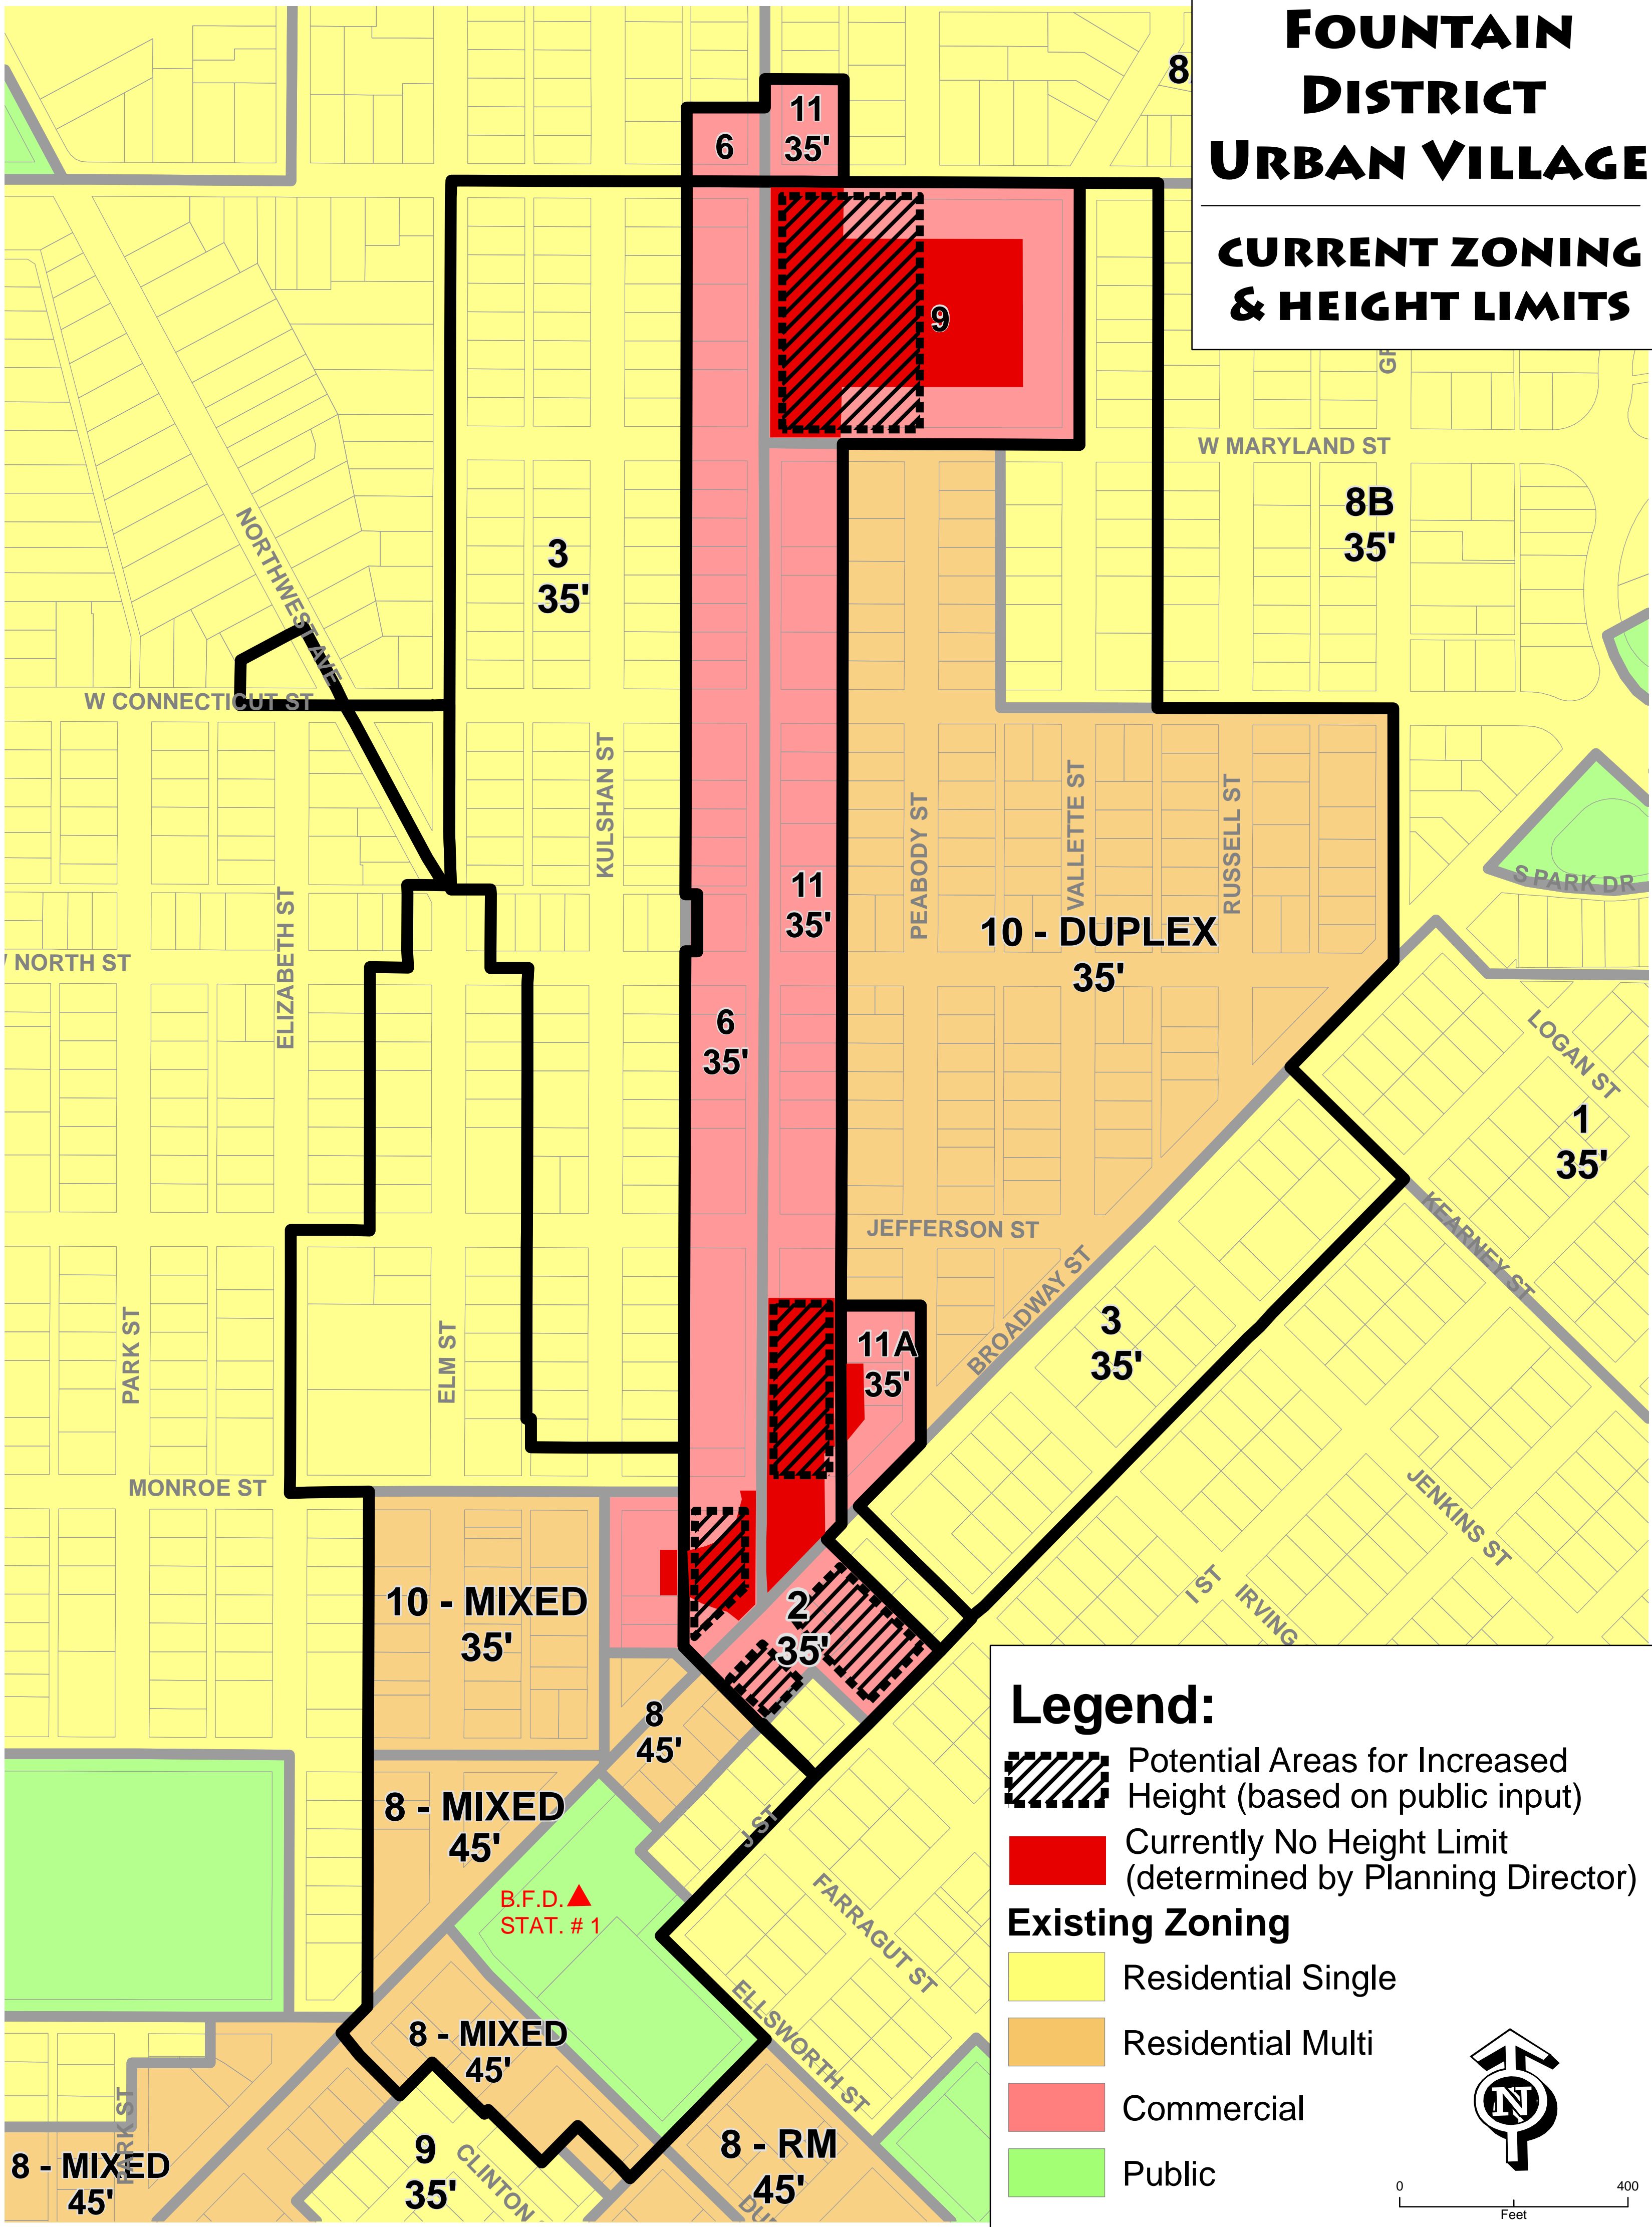 FOUNTAIN
DISTRICT
URBAN VILLAGE
CURRENT ZONING
& HEIGHT LIMITS
8
11
35'
6
9
W MARYLAND ST
8B
35'
3
35'
NORTHWEST AVE
W CONNECTICUT ST
KULSHAN ST
PEABODY ST
VALLETTE ST
RUSSELL ST
11
35'
S PARK DR
10 - DUPLEX
35'
ELIZABETH ST
NORTH ST
6
35'
LOGAN ST
1
35'
KEARNEY ST
JEFFERSON ST
BROADWAY ST
3
35'
11A
35'
PARK ST
ELM ST
MONROE ST
JENKINS ST
10 - MIXED
35'
2
35'
I ST
IRVING
8
45'
8 - MIXED
45'
J ST
B.F.D.
STAT. # 1
FARRAGUT ST
ELLSWORTH ST
8 - MIXED
45'
PARK ST
8 - MIXED
45'
9
35'
CLINTON
8 - RM
45'
Legend:
Potential Areas for Increased
Height (based on public input)
Currently No Height Limit
(determined by Planning Director)
Existing Zoning
Residential Single
Residential Multi
Commercial
Public
N
0 400
Feet